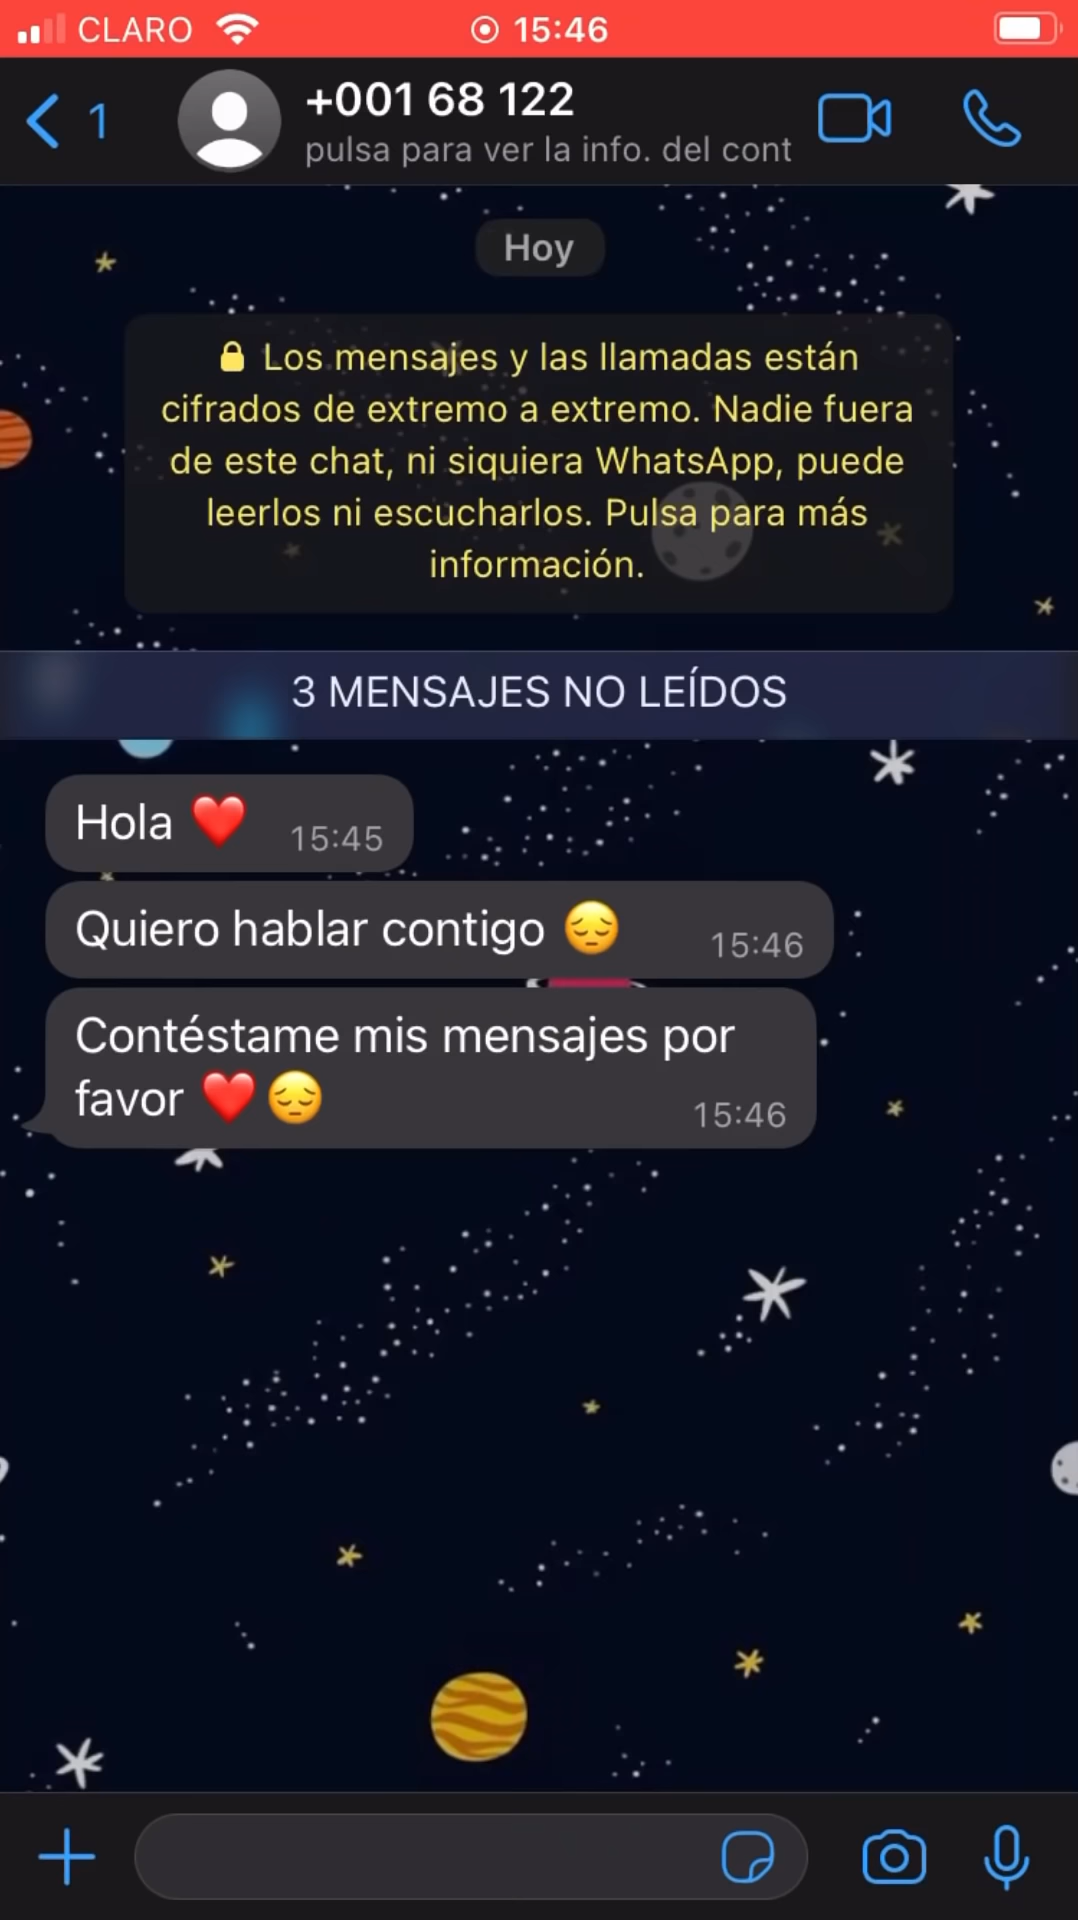 CLARO 15:46
1
+001 68 122
pulsa para ver la info. del cont
Hoy
Los mensajes y las llamadas están
cifrados de extremo a extremo. Nadie fuera
de este chat, ni siquiera WhatsApp, puede
leerlos ni escucharlos. Pulsa para más
información.
3 MENSAJES NO LEÍDOS
Hola ❤️ 15:45
Quiero hablar contigo 😔 15:46
Contéstame mis mensajes por
favor ❤️😔 15:46